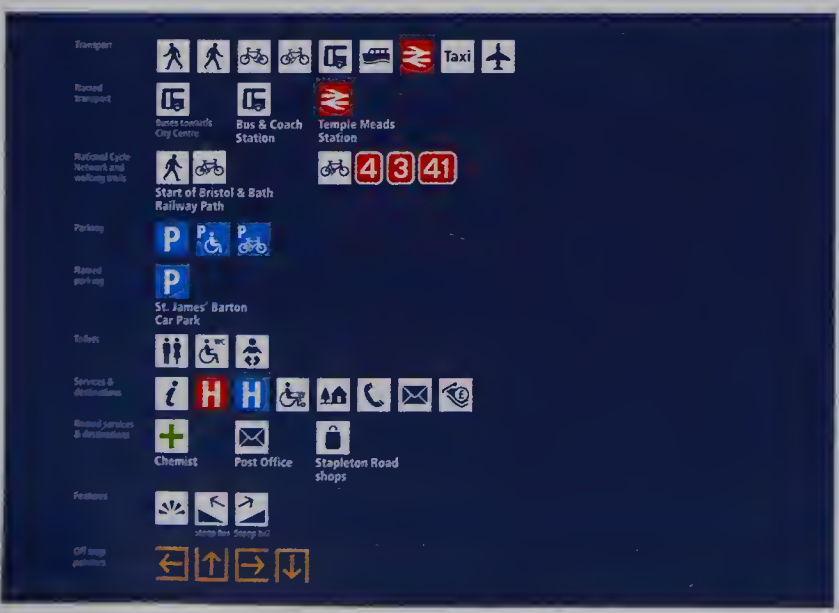 Transport
Taxi
Named
transport
Buses towards
City Centre
Bus & Coach
Station
Temple Meads
Station
National Cycle
Network and
walking trails
4 3 41
Start of Bristol & Bath
Railway Path
Parking
P P P
Named
parking
P
St. James' Barton
Car Park
Toilets
WC
Services &
destinations
i H H £
Named services
& destinations
Chemist
Post Office
Stapleton Road
shops
Features
Steep hill
Off map
pointers